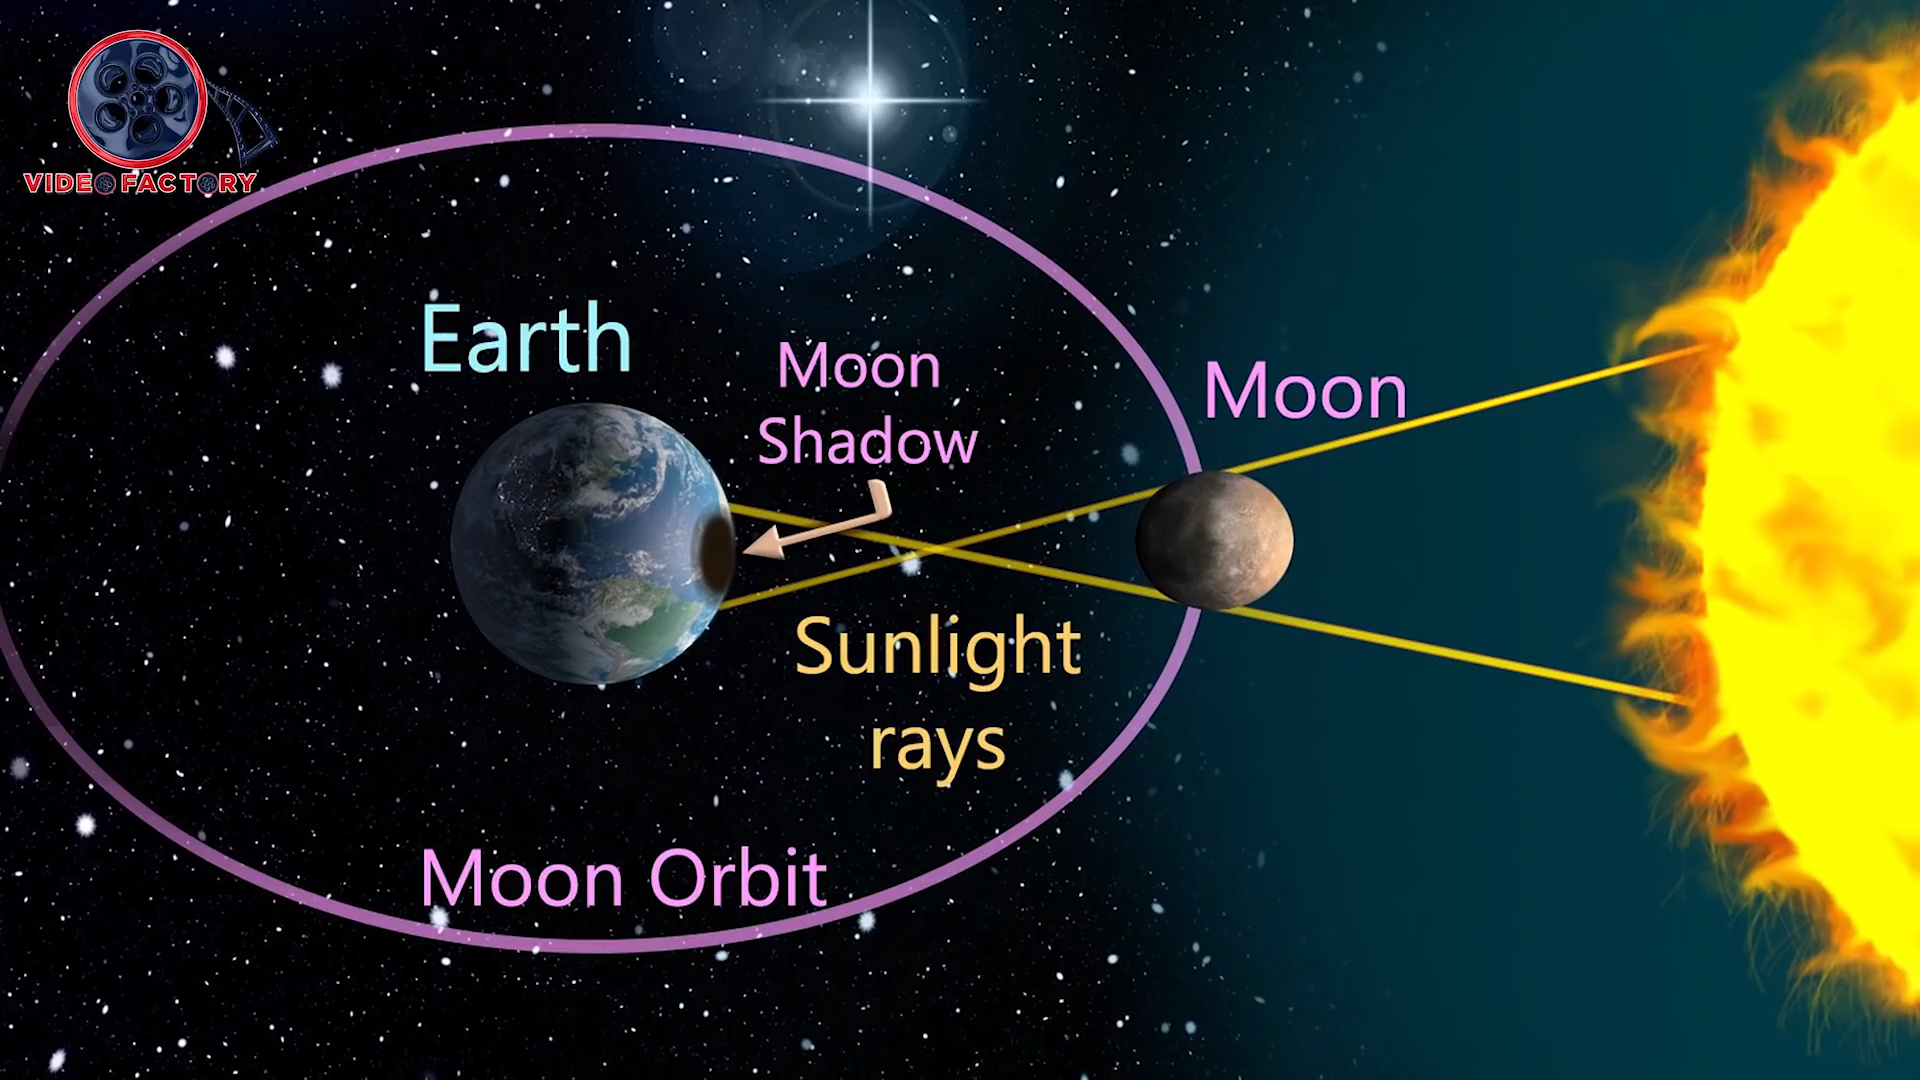 VIDEO FACTORY
Earth
Moon
Shadow
Moon
Sunlight
rays
Moon Orbit